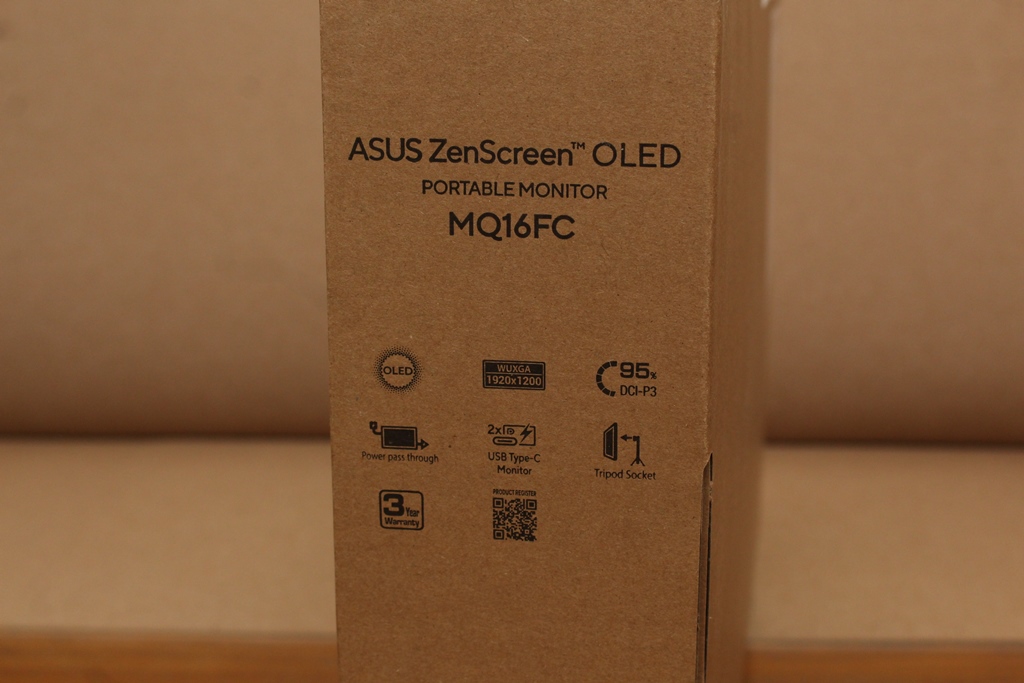 ASUS ZenScreen™ OLED
PORTABLE MONITOR
MQ16FC
OLED
WUXGA
1920x1200
95%
DCI-P3
Power pass through
2x
USB Type-C
Monitor
Tripod Socket
3 Year
Warranty
PRODUCT REGISTER